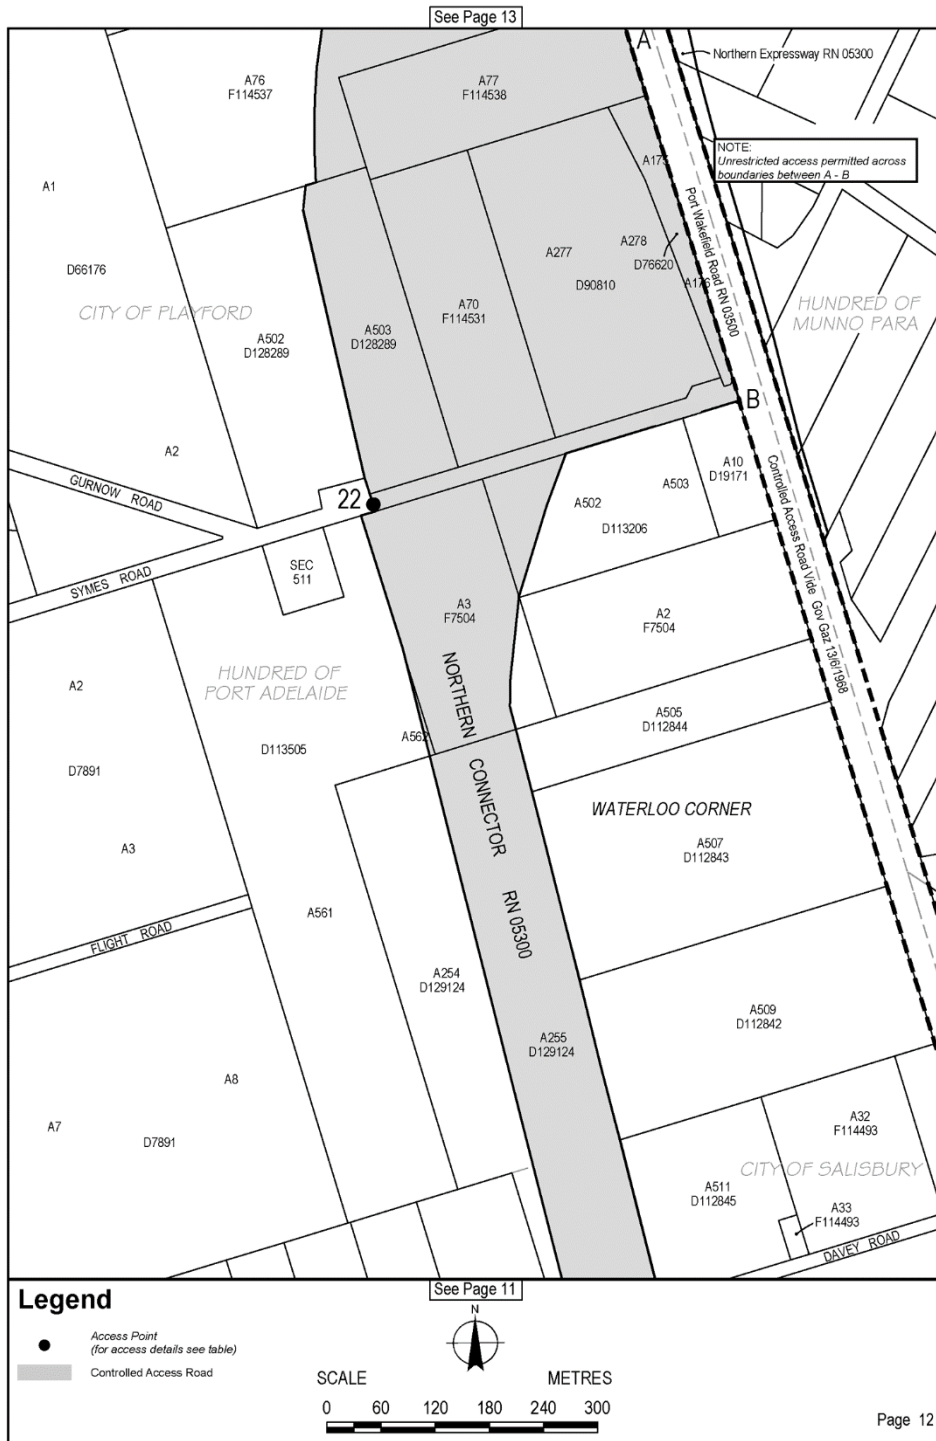 See Page 13
A
Northern Expressway RN 05300
A76
F114537
A77
F114538
NOTE:
Unrestricted access permitted across
boundaries between A - B
A175
A1
Port Wakefield Road RN 03500
A278
A277
D76620
D66176
A176
D90810
CITY OF PLAYFORD
HUNDRED OF
MUNNO PARA
A70
F114531
A503
D128289
A502
D128289
B
A2
A10
D19171
GURNOW ROAD
22
A503
A502
D113206
Controlled Access Road Vide Gov Gaz 13/6/1968
SYMES ROAD
SEC
511
A3
F7504
A2
F7504
HUNDRED OF
PORT ADELAIDE
A2
NORTHERN CONNECTOR RN 05300
A505
D112844
A562
D113505
D7891
WATERLOO CORNER
A507
D112843
A3
A561
FLIGHT ROAD
A254
D129124
A509
D112842
A255
D129124
A8
A7
D7891
A32
F114493
CITY OF SALISBURY
A511
D112845
A33
F114493
DAVEY ROAD
Legend
See Page 11
N
Access Point
(for access details see table)
Controlled Access Road
SCALE METRES
0 60 120 180 240 300
Page 12